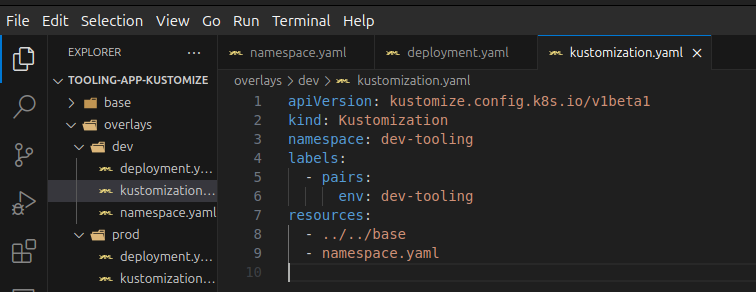 File Edit Selection View Go Run Terminal Help
EXPLORER ...
TOOLING-APP-KUSTOMIZE
base
overlays
dev
deployment.y...
kustomization...
namespace.yaml
prod
deployment.y...
kustomization...
namespace.yaml deployment.yaml kustomization.yaml
overlays > dev > kustomization.yaml
1 apiVersion: kustomize.config.k8s.io/v1beta1
2 kind: Kustomization
3 namespace: dev-tooling
4 labels:
5   - pairs:
6       env: dev-tooling
7 resources:
8   - ../../base
9   - namespace.yaml
10